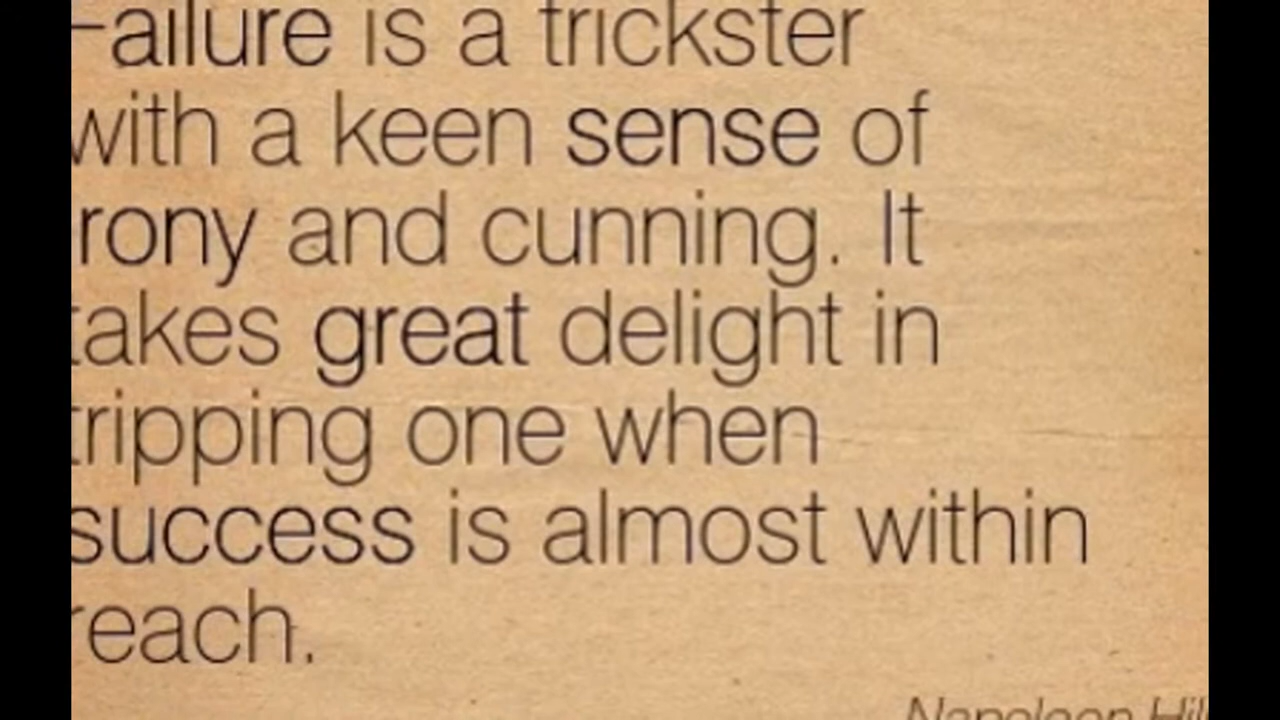 Failure is a trickster
with a keen sense of
irony and cunning. It
takes great delight in
tripping one when
success is almost within
reach.
Napoleon Hill